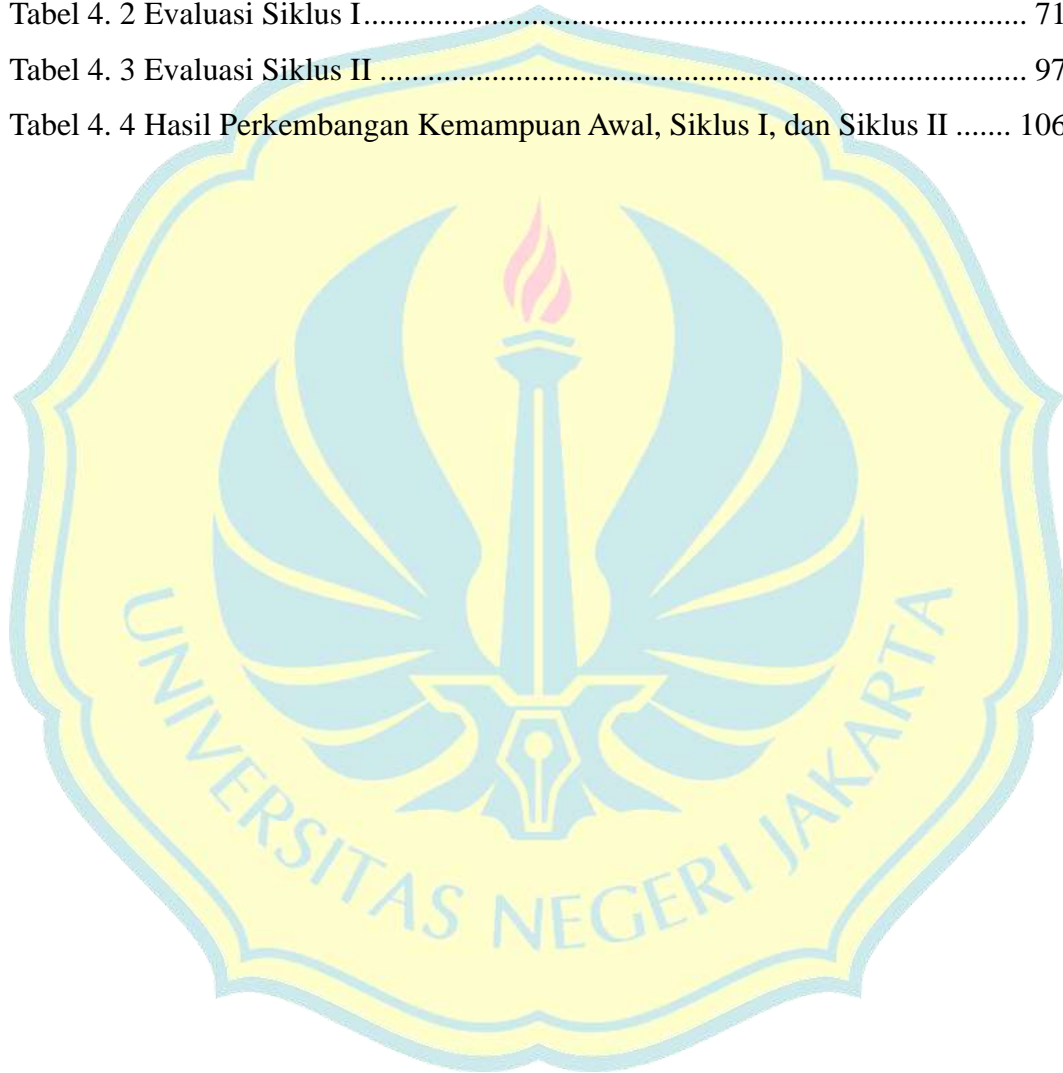 Tabel 4. 2 Evaluasi Siklus I................................................................................. 71
Tabel 4. 3 Evaluasi Siklus II ............................................................................... 97
Tabel 4. 4 Hasil Perkembangan Kemampuan Awal, Siklus I, dan Siklus II ....... 106
UNIVERSITAS NEGERI JAKARTA